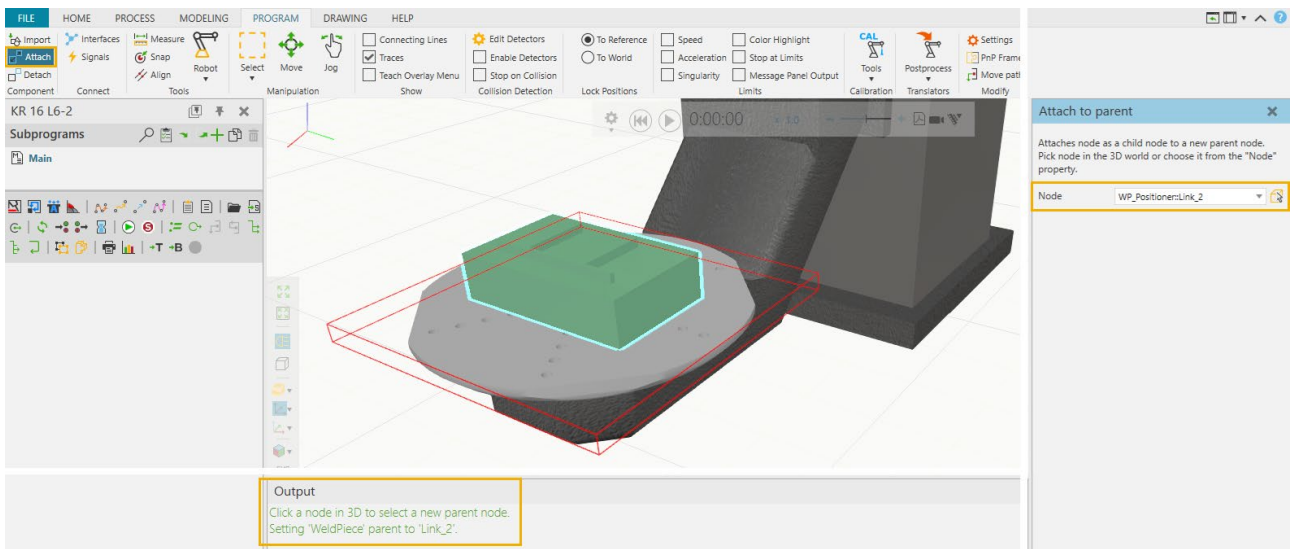 FILE HOME PROCESS MODELING PROGRAM DRAWING HELP
Import Interfaces Measure Connecting Lines Edit Detectors To Reference Speed Color Highlight CAL Settings
Attach Signals Snap Traces Enable Detectors To World Acceleration Stop at Limits PnP Frame
Detach Align Robot Select Move Jog Teach Overlay Menu Stop on Collision Singularity Message Panel Output Tools Postprocess Move pat
Component Connect Tools Manipulation Show Collision Detection Lock Positions Limits Calibration Translators Modify
KR 16 L6-2
Subprograms
Main
0:00:00
x 1.0
Attach to parent
Attaches node as a child node to a new parent node.
Pick node in the 3D world or choose it from the "Node"
property.
Node WP_Positioner::Link_2
Output
Click a node in 3D to select a new parent node.
Setting 'WeldPiece' parent to 'Link_2'.